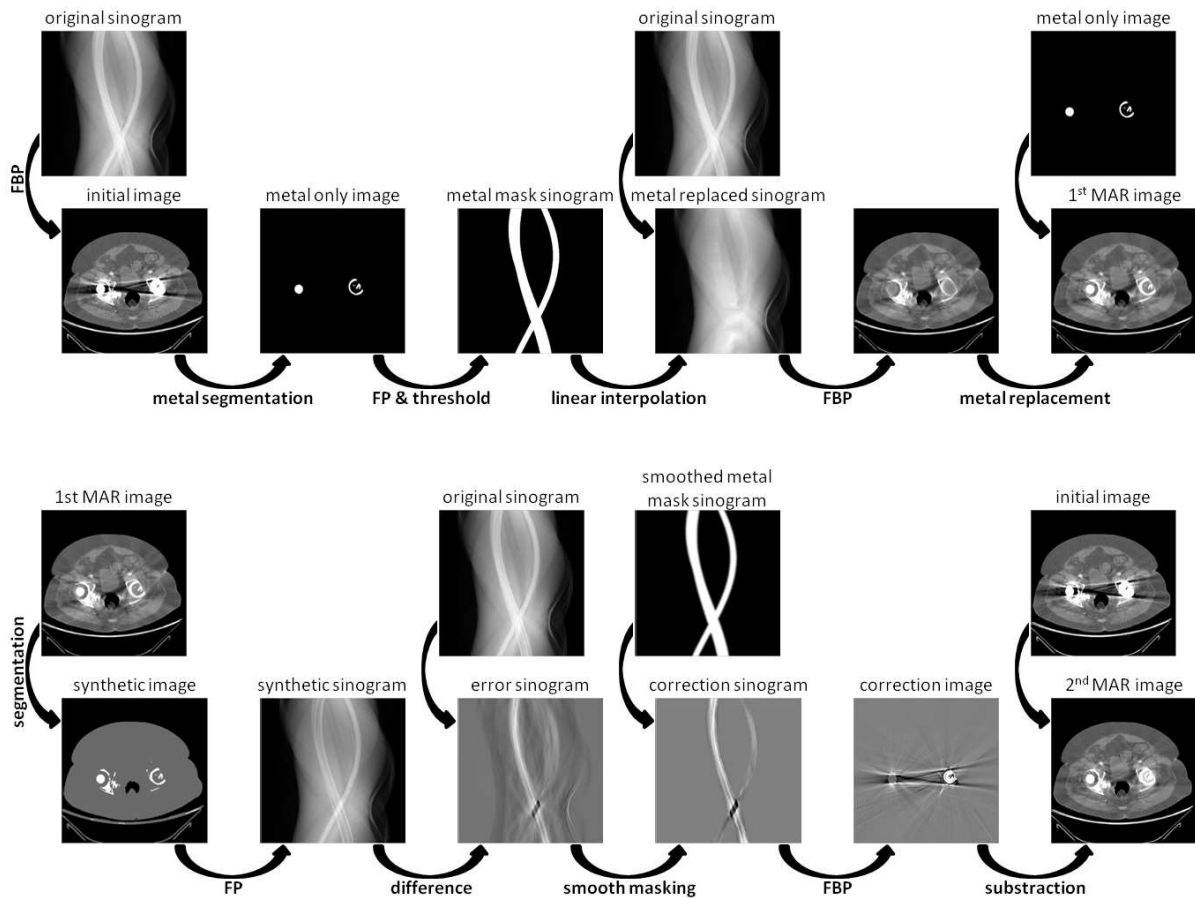 original sinogram
original sinogram
metal only image
FBP
initial image
metal only image
metal mask sinogram
metal replaced sinogram
1st MAR image
metal segmentation
FP & threshold
linear interpolation
FBP
metal replacement
1st MAR image
original sinogram
smoothed metal
mask sinogram
initial image
segmentation
synthetic image
synthetic sinogram
error sinogram
correction sinogram
correction image
2nd MAR image
FP
difference
smooth masking
FBP
substraction